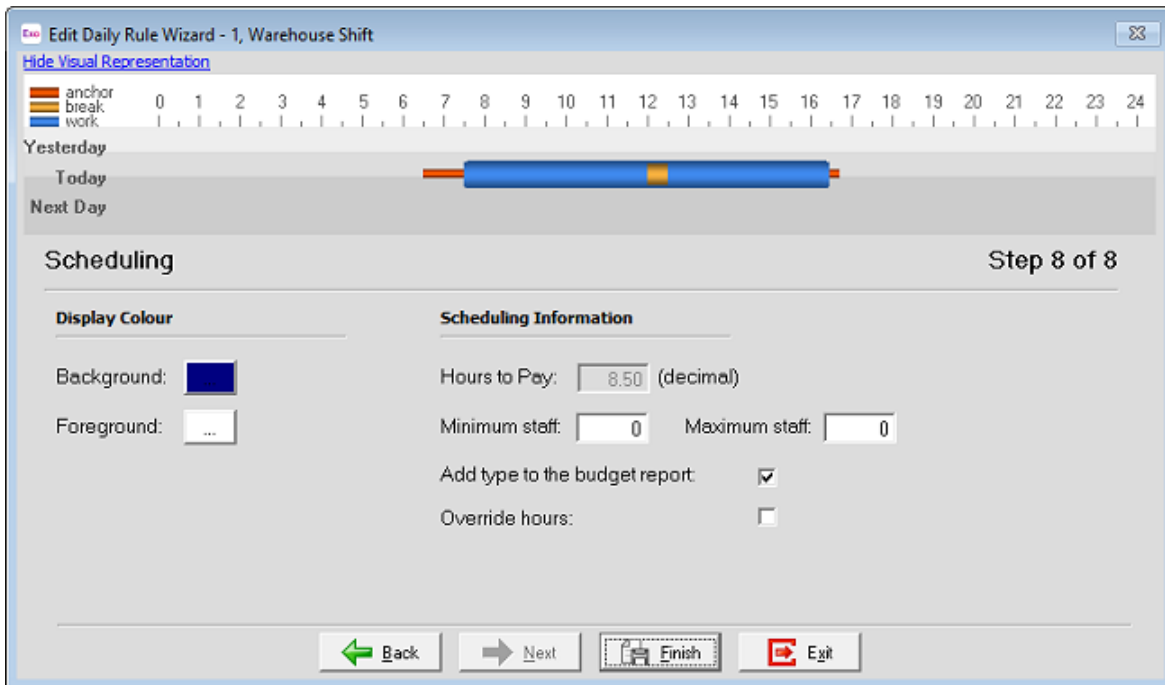 Exo Edit Daily Rule Wizard - 1, Warehouse Shift
Hide Visual Representation
anchor
break
work
0 1 2 3 4 5 6 7 8 9 10 11 12 13 14 15 16 17 18 19 20 21 22 23 24
Yesterday
Today
Next Day
Scheduling Step 8 of 8
Display Colour Scheduling Information
Background: Hours to Pay: 8.50 (decimal)
Foreground: ... Minimum staff: 0 Maximum staff: 0
Add type to the budget report:
Override hours:
Back Next Finish Exit